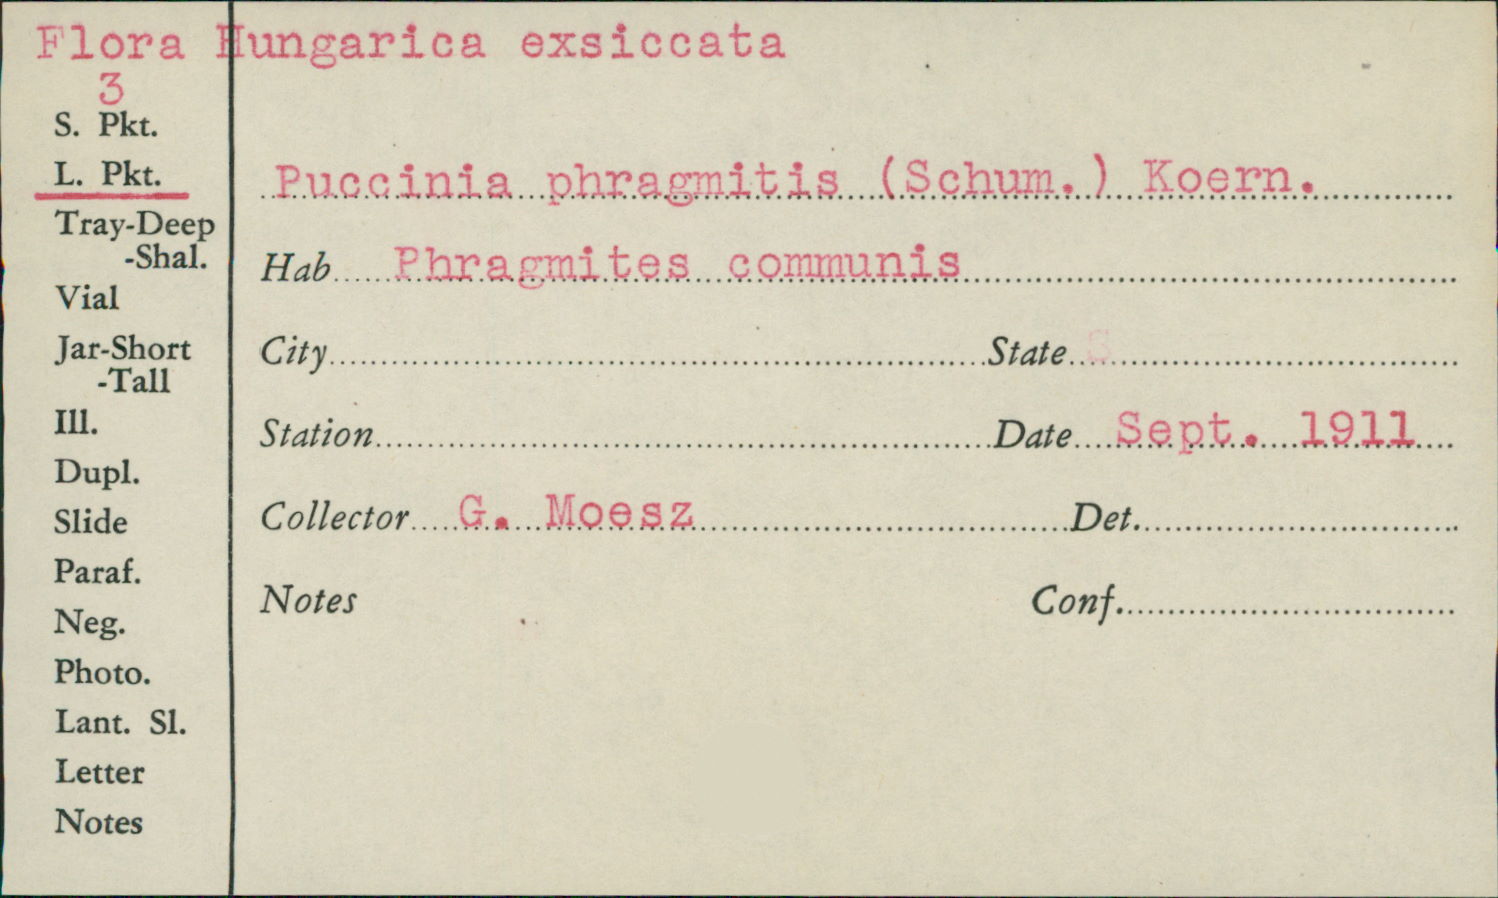 Flora Hungarica exsiccata
3
S. Pkt.
L. Pkt.
Tray-Deep
-Shal.
Vial
Jar-Short
-Tall
Ill.
Dupl.
Slide
Paraf.
Neg.
Photo.
Lant. Sl.
Letter
Notes
Puccinia phragmitis (Schum.) Koern.
Hab Phragmites communis
City State S
Station Date Sept. 1911
Collector G. Moesz Det.
Notes Conf.